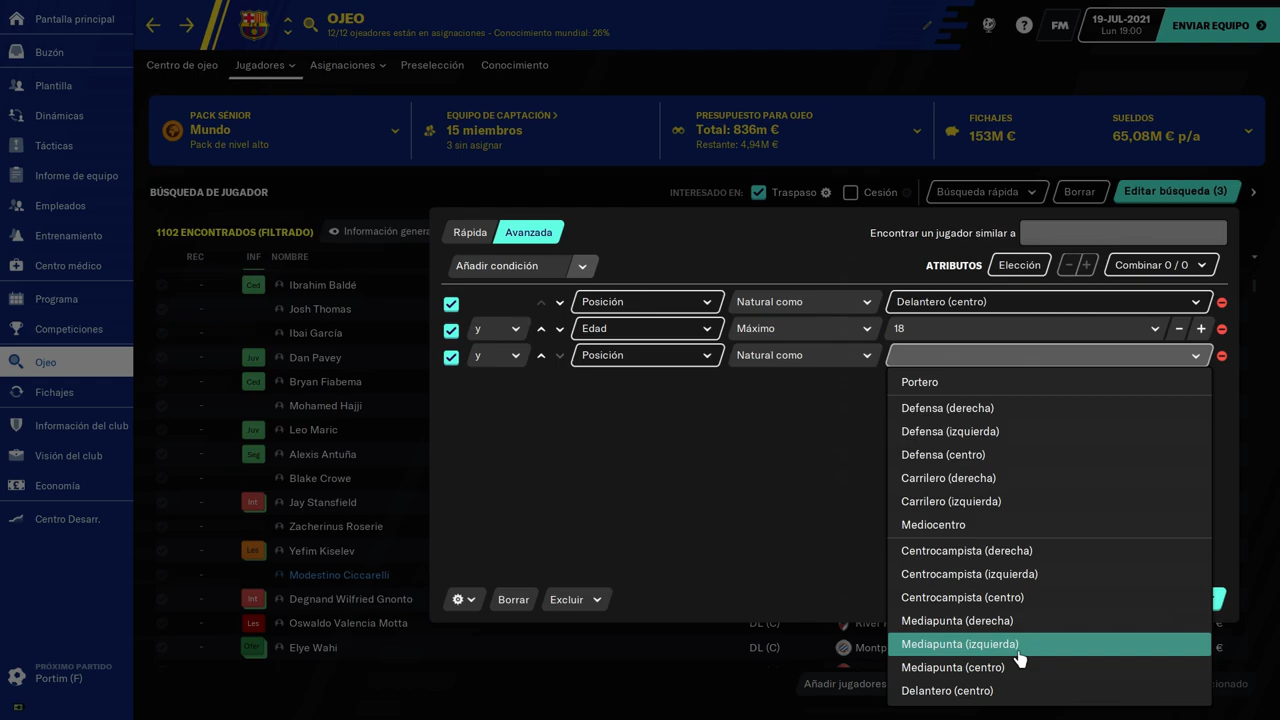 Pantalla principal
OJEO
12/12 ojeadores están en asignaciones - Conocimiento mundial: 26%
FM
19-JUL-2021
Lun 19:00
ENVIAR EQUIPO
Buzón
Plantilla
Dinámicas
Tácticas
Informe de equipo
Empleados
Entrenamiento
Centro médico
Programa
Competiciones
Ojeo
Fichajes
Información del club
Visión del club
Economía
Centro Desarr.
PRÓXIMO PARTIDO
Portim (F)
Centro de ojeo
Jugadores
Asignaciones
Preselección
Conocimiento
PACK SÉNIOR
Mundo
Pack de nivel alto
EQUIPO DE CAPTACIÓN >
15 miembros
3 sin asignar
PRESUPUESTO PARA OJEO
Total: 836m €
Restante: 4,94M €
FICHAJES
153M €
SUELDOS
65,08M € p/a
BÚSQUEDA DE JUGADOR
INTERESADO EN:
Traspaso
Cesión
Búsqueda rápida
Borrar
Editar búsqueda (3)
1102 ENCONTRADOS (FILTRADO)
Información genera
REC INF NOMBRE
Ced Ibrahim Baldé
- Josh Thomas
- Ibai García
- Juv Dan Pavey
- Ced Bryan Fiabema
- Mohamed Hajji
- Juv Leo Maric
- Seg Alexis Antuña
- Blake Crowe
- Int Jay Stansfield
- Zacherinus Roserie
- Les Yefim Kiselev
- Modestino Ciccarelli
- Int Degnand Wilfried Gnonto
- Les Oswaldo Valencia Motta
DL (C)
- Ofer Elye Wahi
DL (C)
Montp
Rápida
Avanzada
Encontrar un jugador similar a
Añadir condición
ATRIBUTOS
Elección
-/+
Combinar 0 / 0
Posición Natural como Delantero (centro)
y Edad Máximo 18
y Posición Natural como
Portero
Defensa (derecha)
Defensa (izquierda)
Defensa (centro)
Carrilero (derecha)
Carrilero (izquierda)
Mediocentro
Centrocampista (derecha)
Centrocampista (izquierda)
Centrocampista (centro)
Mediapunta (derecha)
Mediapunta (izquierda)
Mediapunta (centro)
Delantero (centro)
Borrar
Excluir
Añadir jugadores
cionado